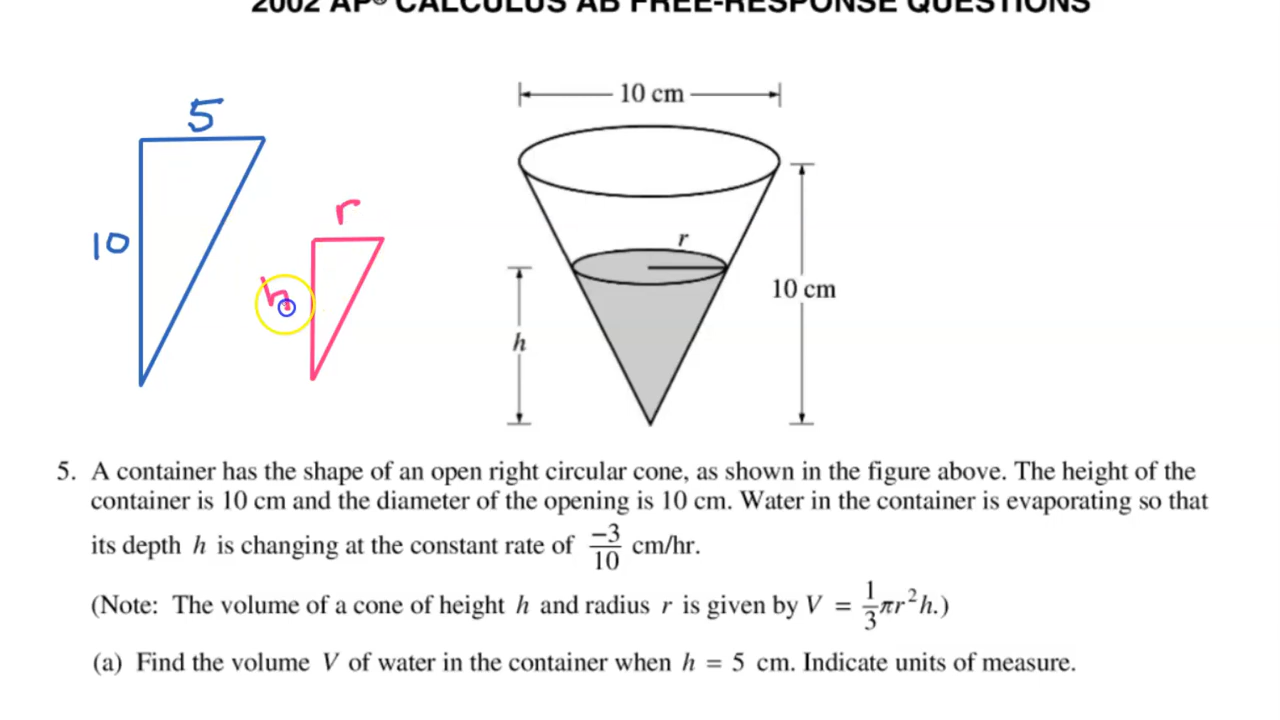 2002 AP® CALCULUS AB FREE-RESPONSE QUESTIONS
10 cm
5
r
r
10
h
10 cm
h
5. A container has the shape of an open right circular cone, as shown in the figure above. The height of the
container is 10 cm and the diameter of the opening is 10 cm. Water in the container is evaporating so that
its depth h is changing at the constant rate of -3/10 cm/hr.
(Note: The volume of a cone of height h and radius r is given by V = 1/3 πr²h.)
(a) Find the volume V of water in the container when h = 5 cm. Indicate units of measure.